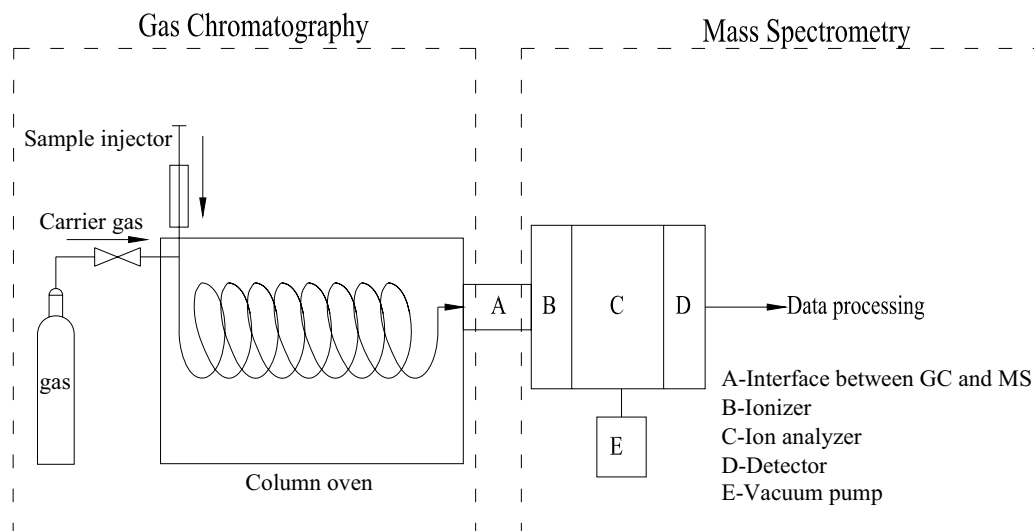 Gas Chromatography
Mass Spectrometry
Sample injector
Carrier gas
gas
A
B
C
D
Data processing
E
Column oven
A-Interface between GC and MS
B-Ionizer
C-Ion analyzer
D-Detector
E-Vacuum pump